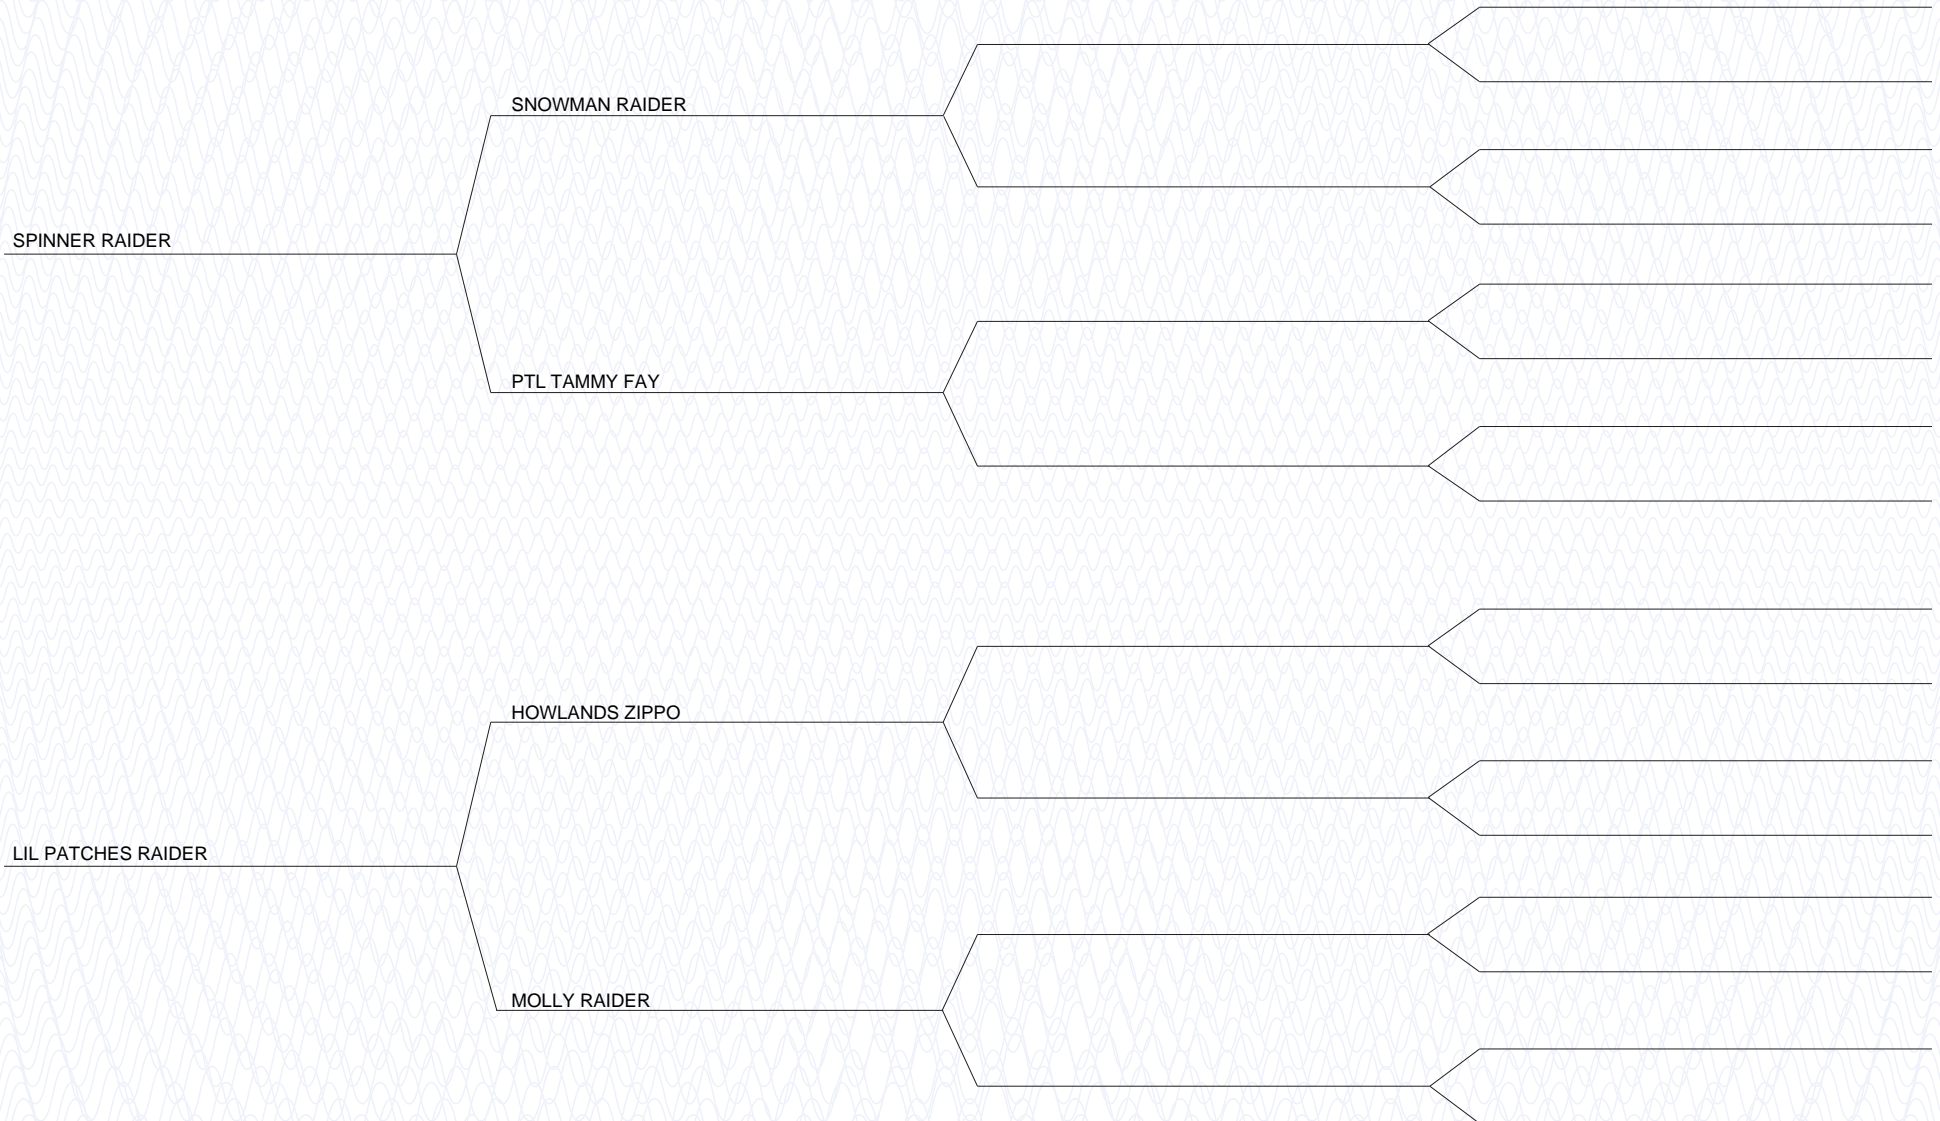 SNOWMAN RAIDER
SPINNER RAIDER
PTL TAMMY FAY
HOWLANDS ZIPPO
LIL PATCHES RAIDER
MOLLY RAIDER